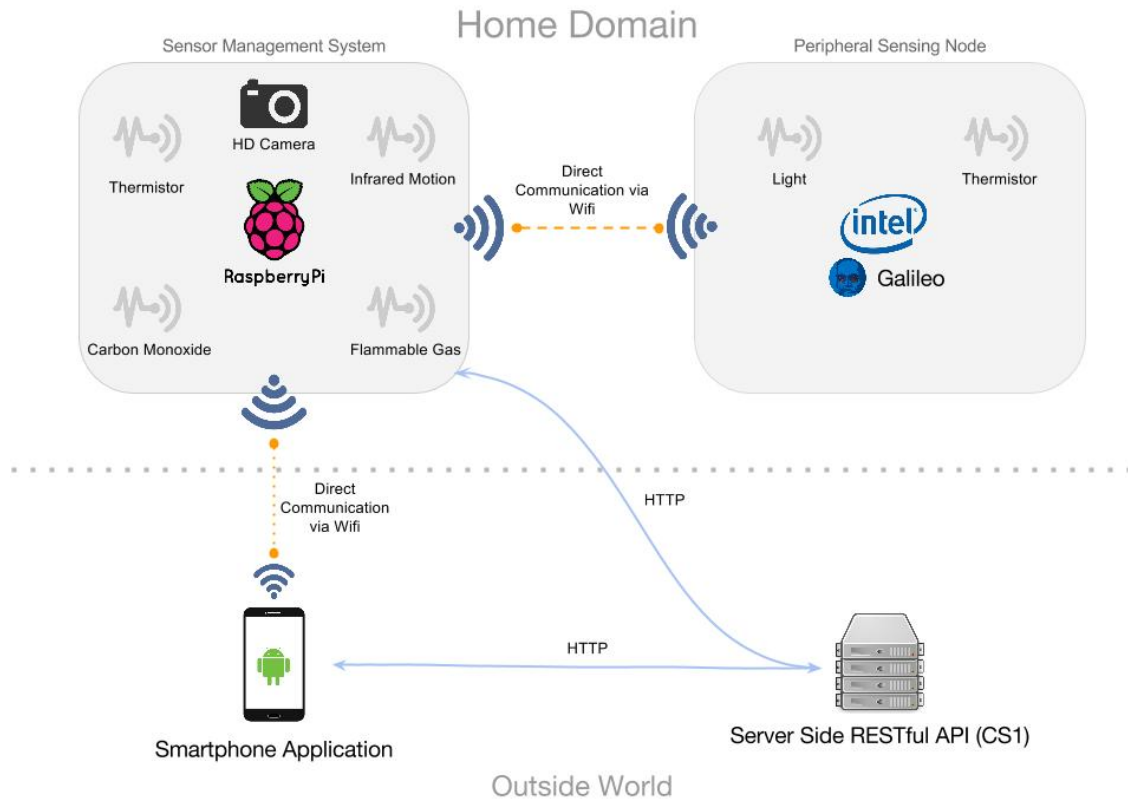 Home Domain
Sensor Management System
Peripheral Sensing Node
HD Camera
Thermistor
Infrared Motion
RaspberryPi
Carbon Monoxide
Flammable Gas
Direct
Communication via
Wifi
Light
Thermistor
intel
Galileo
Direct
Communication
via Wifi
HTTP
HTTP
Smartphone Application
Server Side RESTful API (CS1)
Outside World